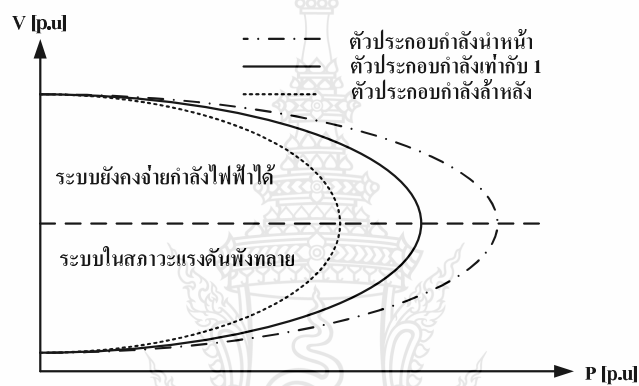 V [p.u]
ตัวประกอบกำลังนำหน้า
ตัวประกอบกำลังเท่ากับ 1
ตัวประกอบกำลังล้าหลัง
ระบบยังคงจ่ายกำลังไฟฟ้าได้
ระบบในสภาวะแรงดันพังทลาย
P [p.u]